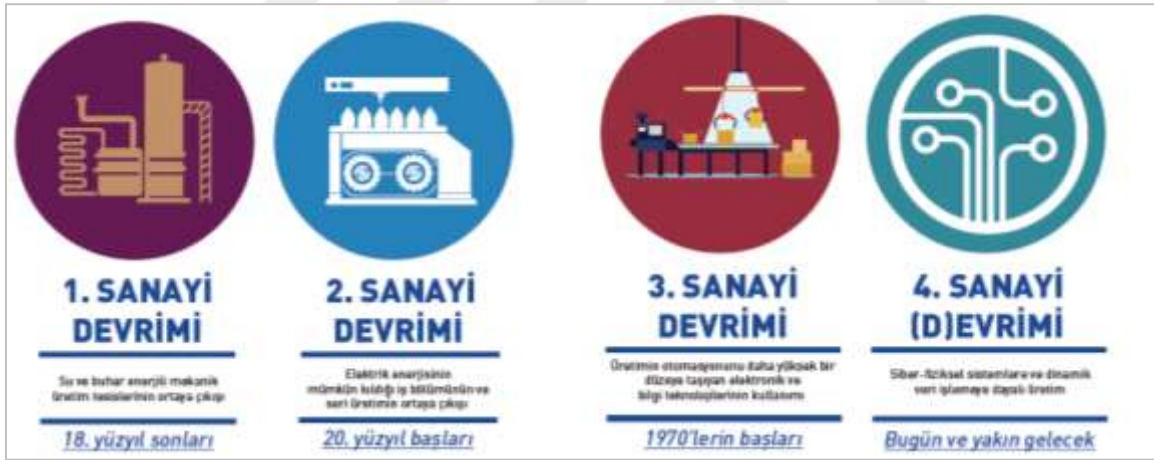 1. SANAYİ
DEVRİMİ
Su ve buhar enerjili mekanik
üretim tesislerinin ortaya çıkışı
18. yüzyıl sonları
2. SANAYİ
DEVRİMİ
Elektrik enerjisinin
mümkün kıldığı iş bölümünün ve
seri üretimin ortaya çıkışı
20. yüzyıl başları
3. SANAYİ
DEVRİMİ
Üretimin otomasyonunu daha yüksek bir
düzeye taşıyan elektronik ve
bilgi teknolojilerinin kullanımı
1970'lerin başları
4. SANAYİ
(D)EVRİMİ
Siber-fiziksel sistemlere ve dinamik
veri işlemeye dayalı üretim
Bugün ve yakın gelecek